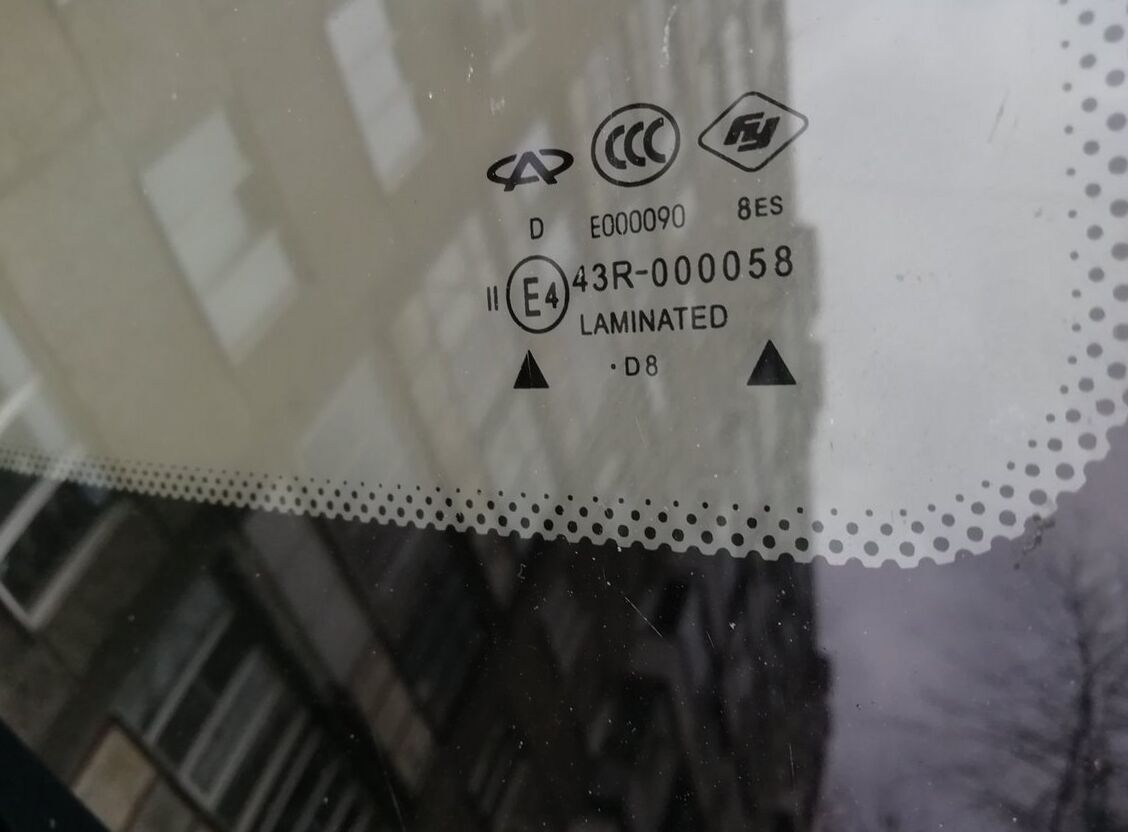 CCC FY
D E000090 8ES
II E4 43R-000058
LAMINATED
·D8